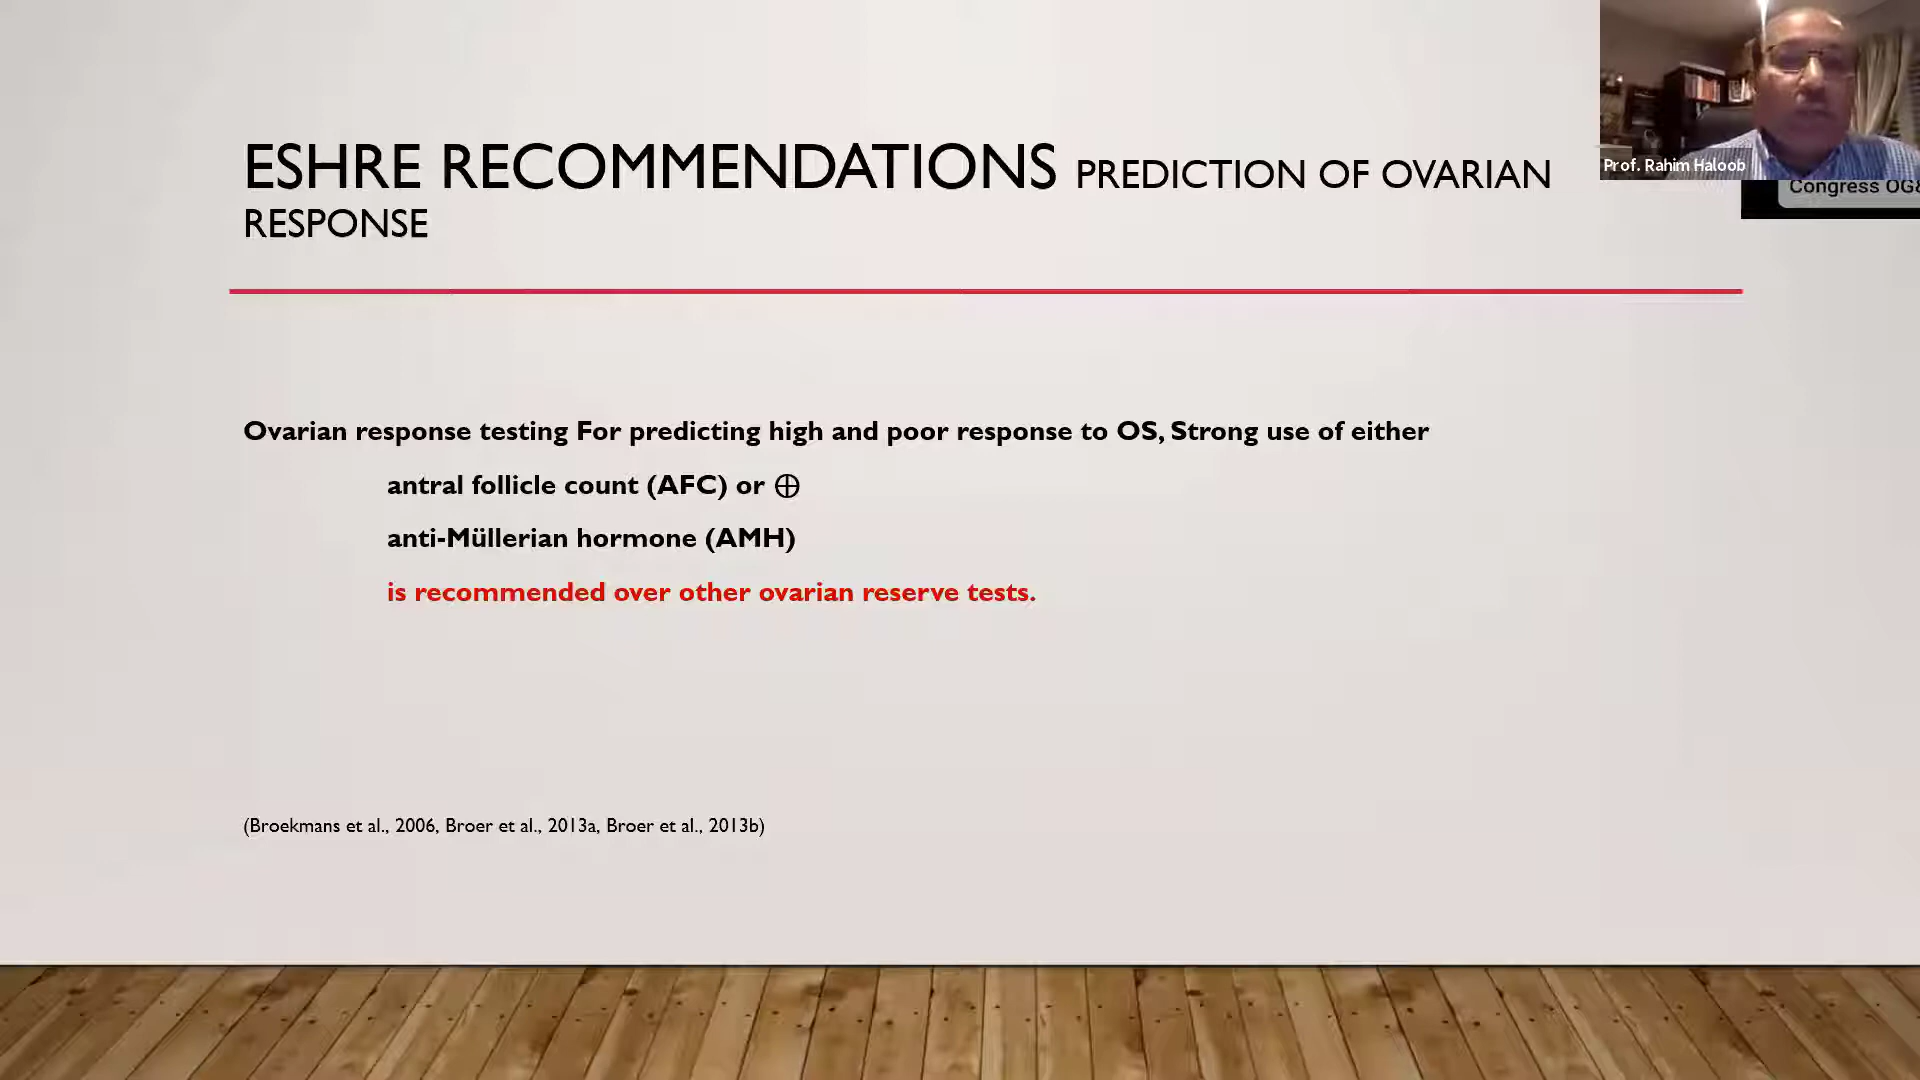 ESHRE RECOMMENDATIONS PREDICTION OF OVARIAN
RESPONSE
Prof. Rahim Haloob
Congress OG&
Ovarian response testing For predicting high and poor response to OS, Strong use of either
antral follicle count (AFC) or ⊕
anti-Müllerian hormone (AMH)
is recommended over other ovarian reserve tests.
(Broekmans et al., 2006, Broer et al., 2013a, Broer et al., 2013b)